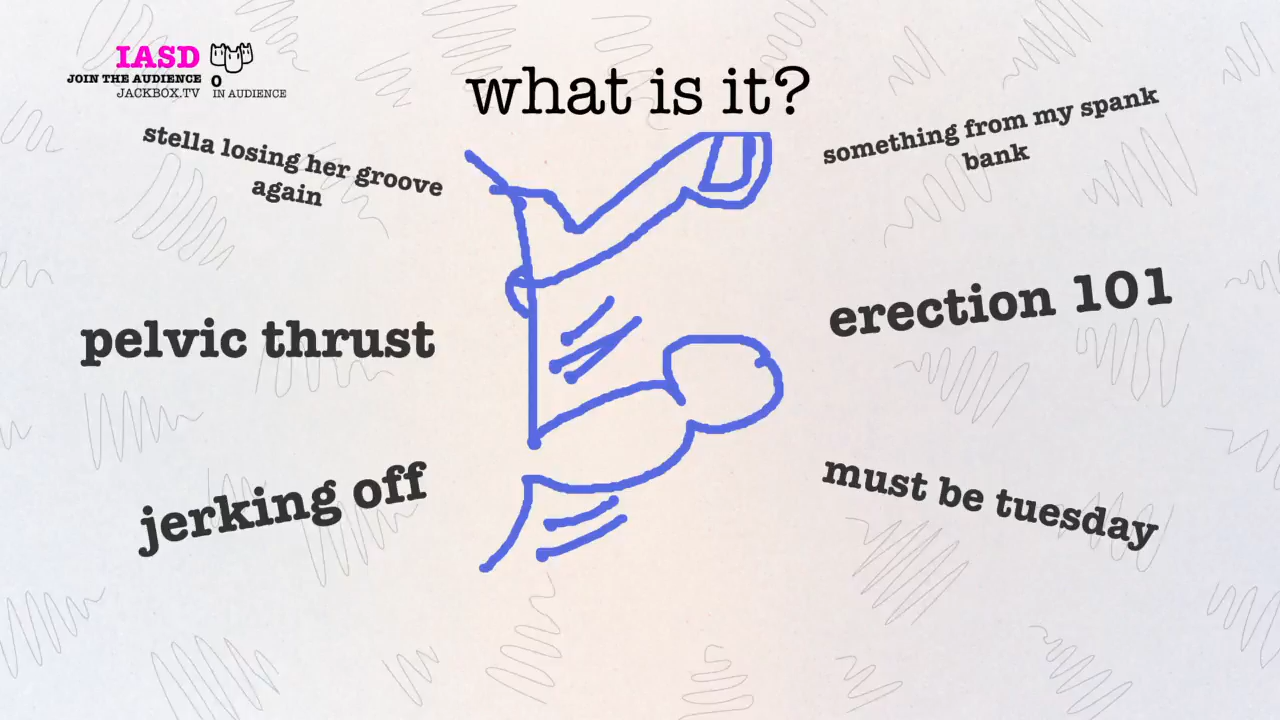 IASD
JOIN THE AUDIENCE
JACKBOX.TV
0
IN AUDIENCE
what is it?
stella losing her groove
again
something from my spank
bank
pelvic thrust
erection 101
jerking off
must be tuesday